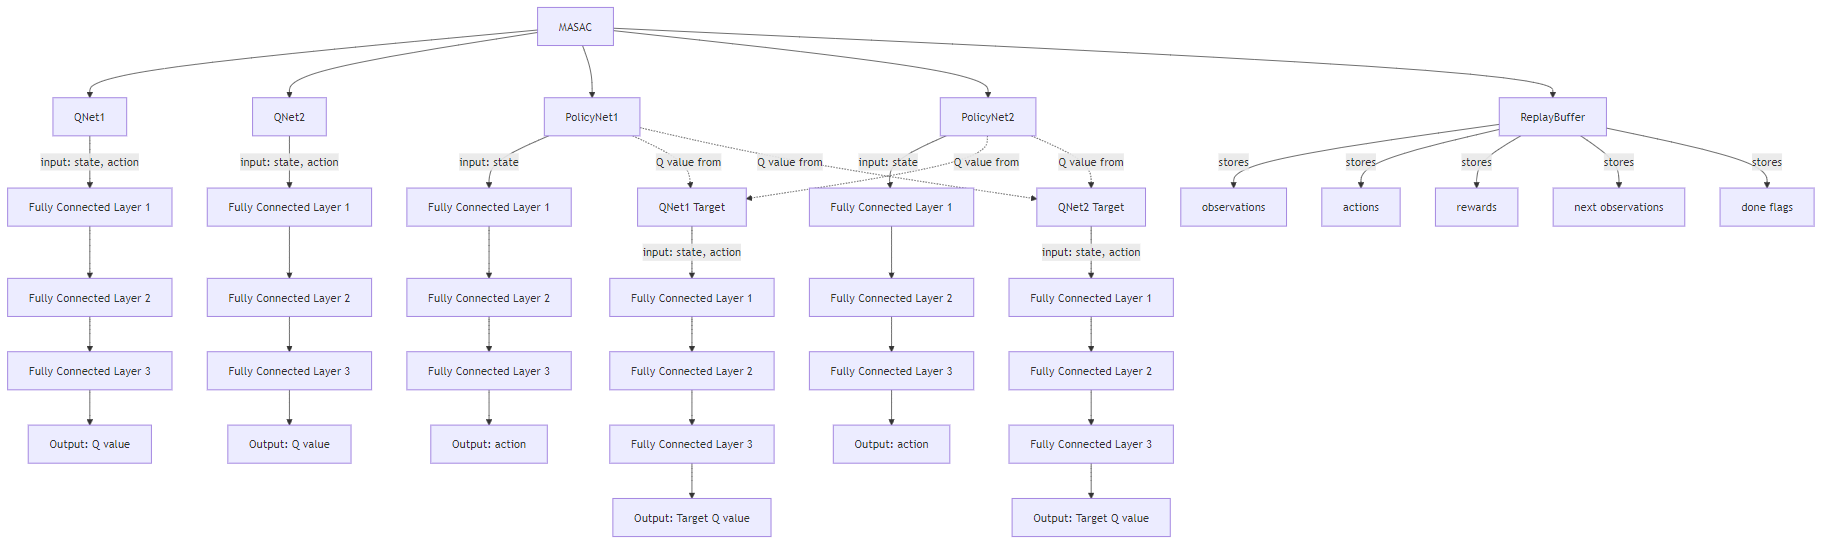 MASAC
QNet1
QNet2
PolicyNet1
PolicyNet2
ReplayBuffer
input: state, action
input: state, action
input: state
Q value from
Q value from
input: state
Q value from
Q value from
stores
stores
stores
stores
stores
Fully Connected Layer 1
Fully Connected Layer 1
Fully Connected Layer 1
QNet1 Target
Fully Connected Layer 1
QNet2 Target
observations
actions
rewards
next observations
done flags
input: state, action
input: state, action
Fully Connected Layer 2
Fully Connected Layer 2
Fully Connected Layer 2
Fully Connected Layer 1
Fully Connected Layer 2
Fully Connected Layer 1
Fully Connected Layer 3
Fully Connected Layer 3
Fully Connected Layer 3
Fully Connected Layer 2
Fully Connected Layer 3
Fully Connected Layer 2
Output: Q value
Output: Q value
Output: action
Fully Connected Layer 3
Output: action
Fully Connected Layer 3
Output: Target Q value
Output: Target Q value